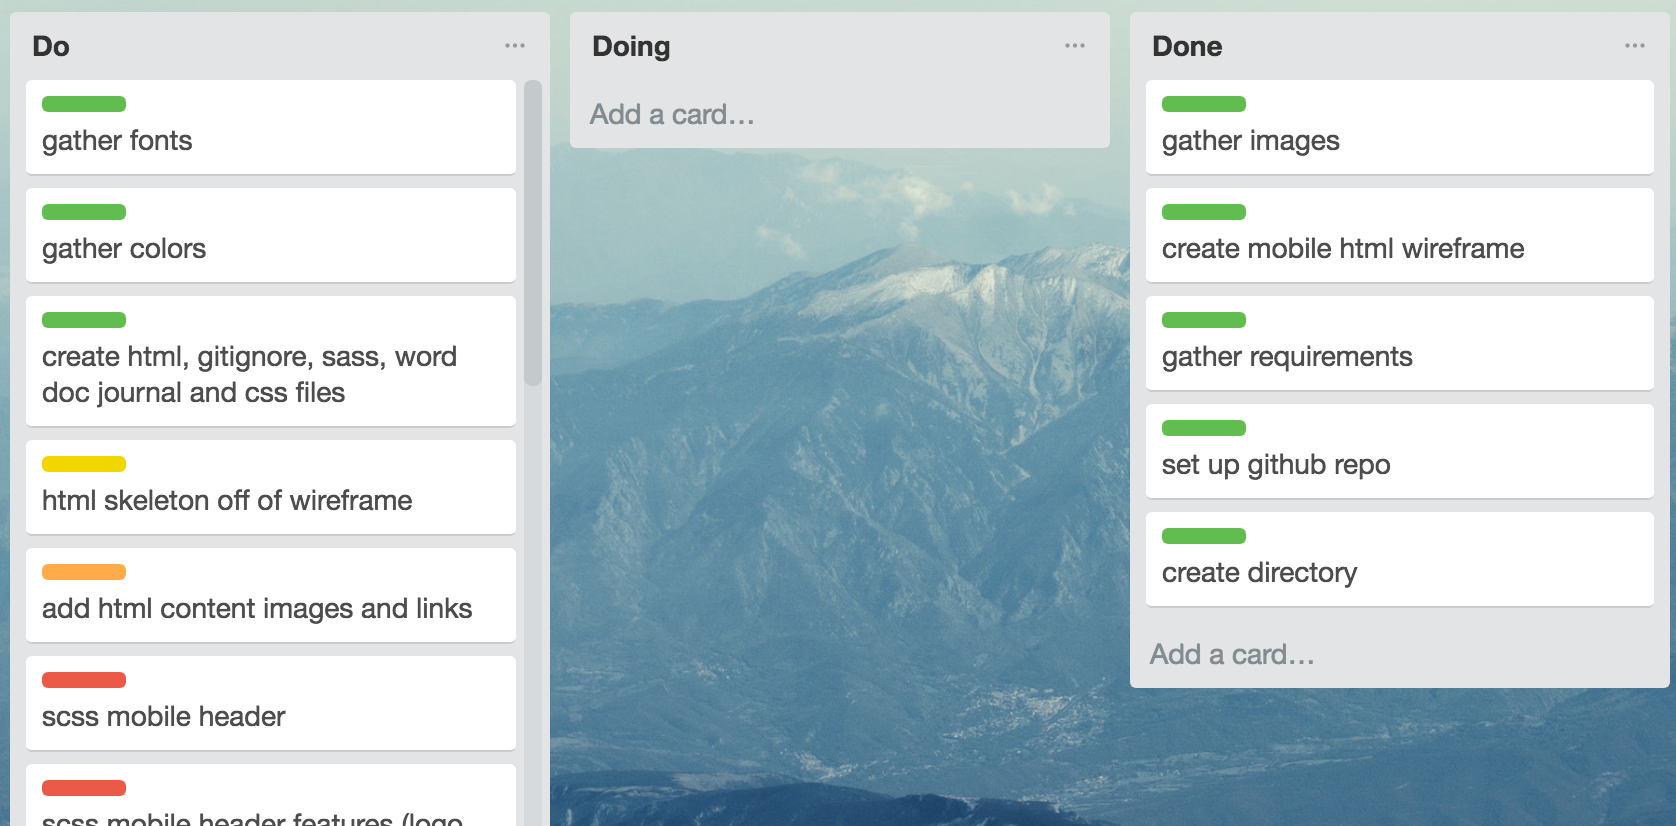 Do
gather fonts
gather colors
create html, gitignore, sass, word
doc journal and css files
html skeleton off of wireframe
add html content images and links
scss mobile header
scss mobile header features (logo
Doing
Add a card…
Done
gather images
create mobile html wireframe
gather requirements
set up github repo
create directory
Add a card…